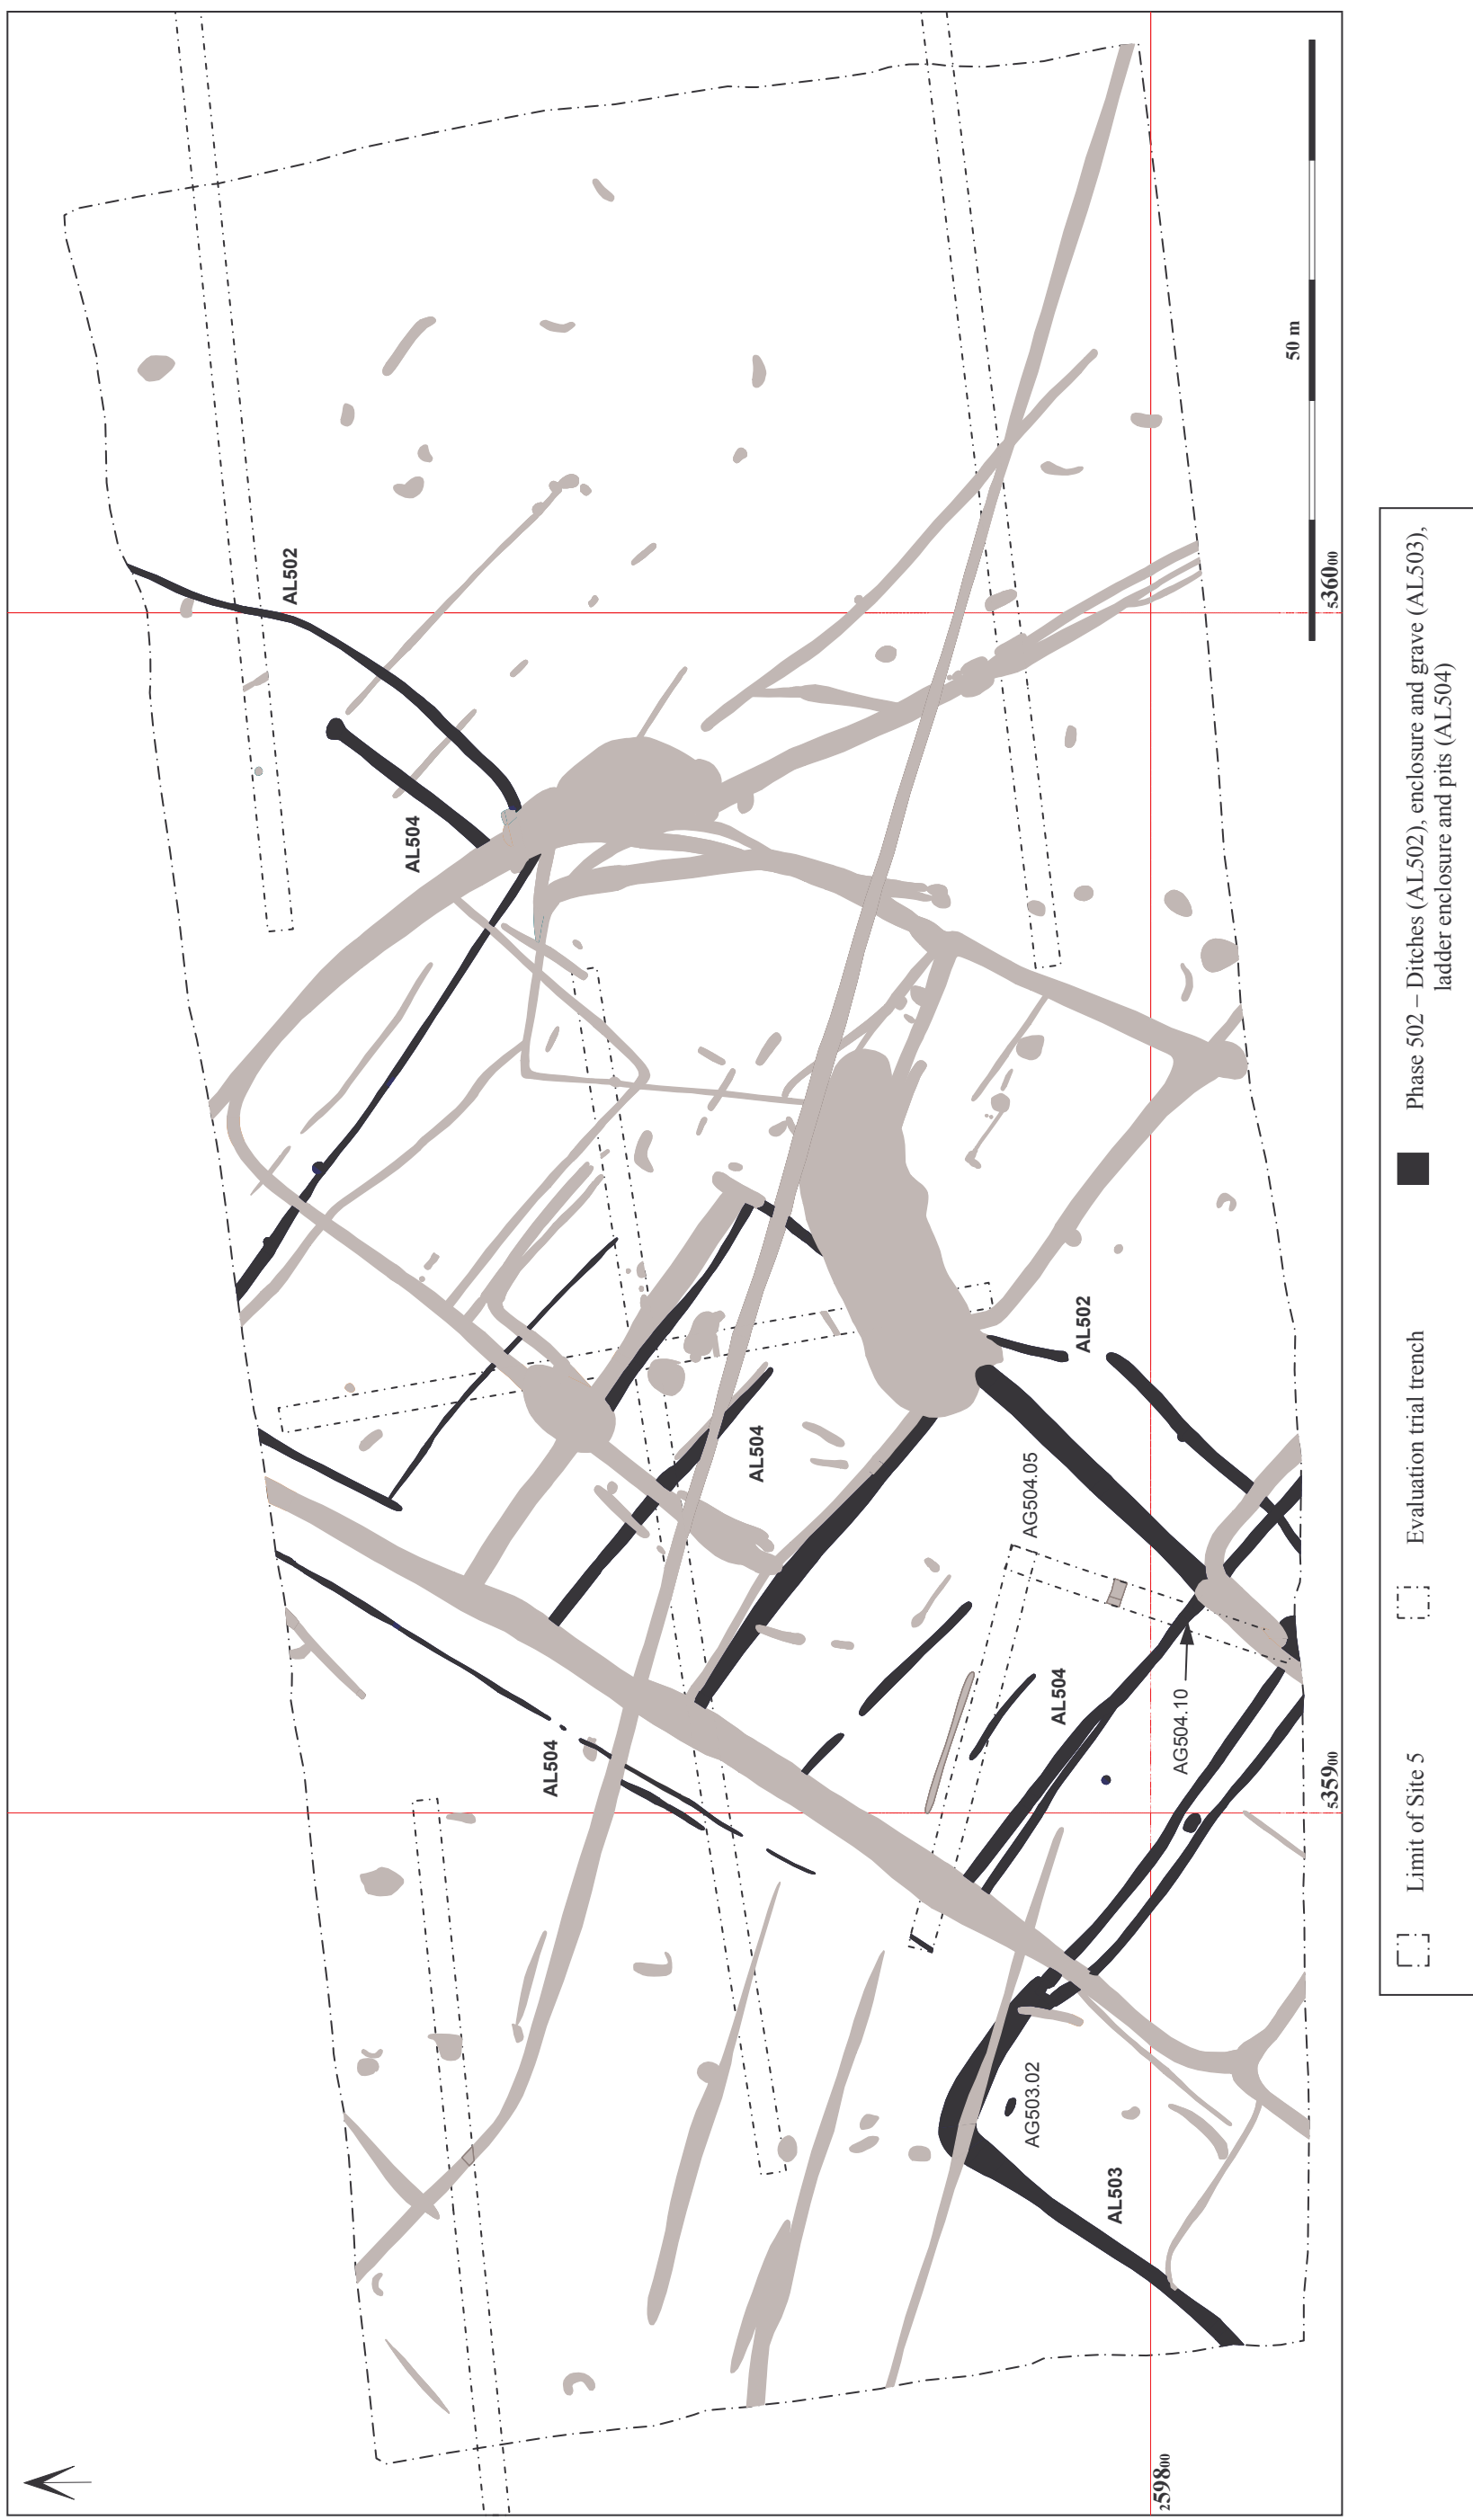 AL502
AL504
AL502
AL504
AG504.05
AL504
AL504
AG504.10
AG503.02
AL503
50 m
536000
535900
259800
Limit of Site 5
Evaluation trial trench
Phase 502 – Ditches (AL502), enclosure and grave (AL503),
ladder enclosure and pits (AL504)